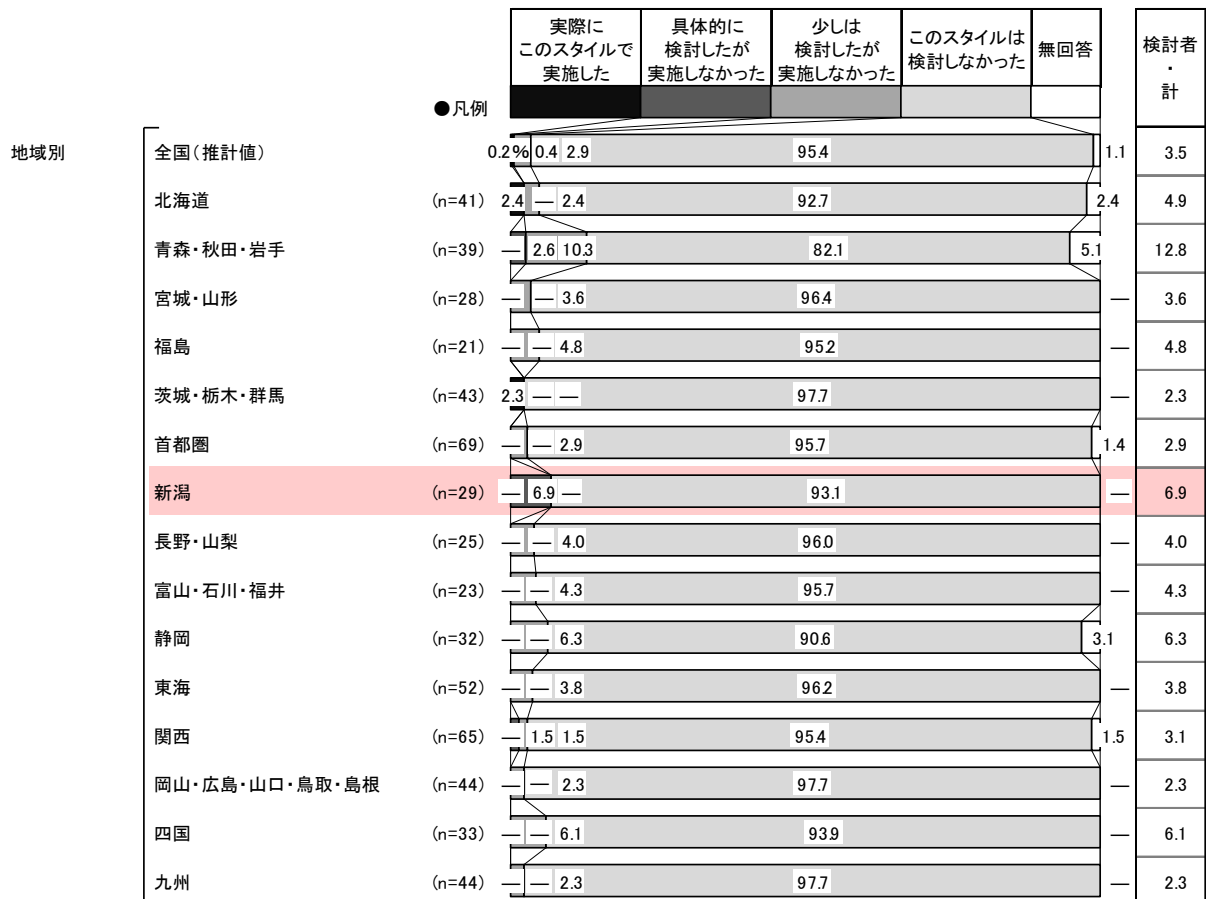 実際に
このスタイルで
実施した
具体的に
検討したが
実施しなかった
少しは
検討したが
実施しなかった
このスタイルは
検討しなかった
無回答
検討者
・
計
●凡例
地域別
全国(推計値) 0.2% 0.4 2.9 95.4 1.1 3.5
北海道 (n=41) 2.4 — 2.4 92.7 2.4 4.9
青森・秋田・岩手 (n=39) — 2.6 10.3 82.1 5.1 12.8
宮城・山形 (n=28) — — 3.6 96.4 — 3.6
福島 (n=21) — — 4.8 95.2 — 4.8
茨城・栃木・群馬 (n=43) 2.3 — — 97.7 — 2.3
首都圏 (n=69) — — 2.9 95.7 1.4 2.9
新潟 (n=29) — 6.9 — 93.1 — 6.9
長野・山梨 (n=25) — — 4.0 96.0 — 4.0
富山・石川・福井 (n=23) — — 4.3 95.7 — 4.3
静岡 (n=32) — — 6.3 90.6 3.1 6.3
東海 (n=52) — — 3.8 96.2 — 3.8
関西 (n=65) — 1.5 1.5 95.4 1.5 3.1
岡山・広島・山口・鳥取・島根 (n=44) — — 2.3 97.7 — 2.3
四国 (n=33) — — 6.1 93.9 — 6.1
九州 (n=44) — — 2.3 97.7 — 2.3